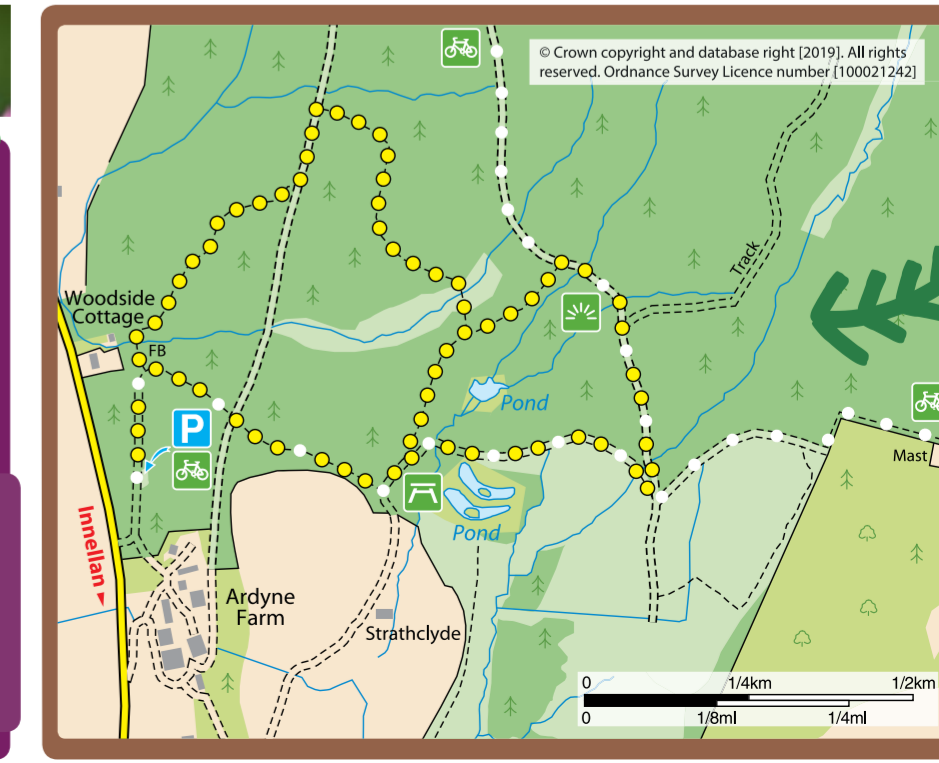 © Crown copyright and database right [2019]. All rights
reserved. Ordnance Survey Licence number [100021242]
Track
Woodside
Cottage
FB
P
Pond
Mast
Innellan
Pond
Ardyne
Farm
Strathclyde
0 1/4km 1/2km
0 1/8ml 1/4ml